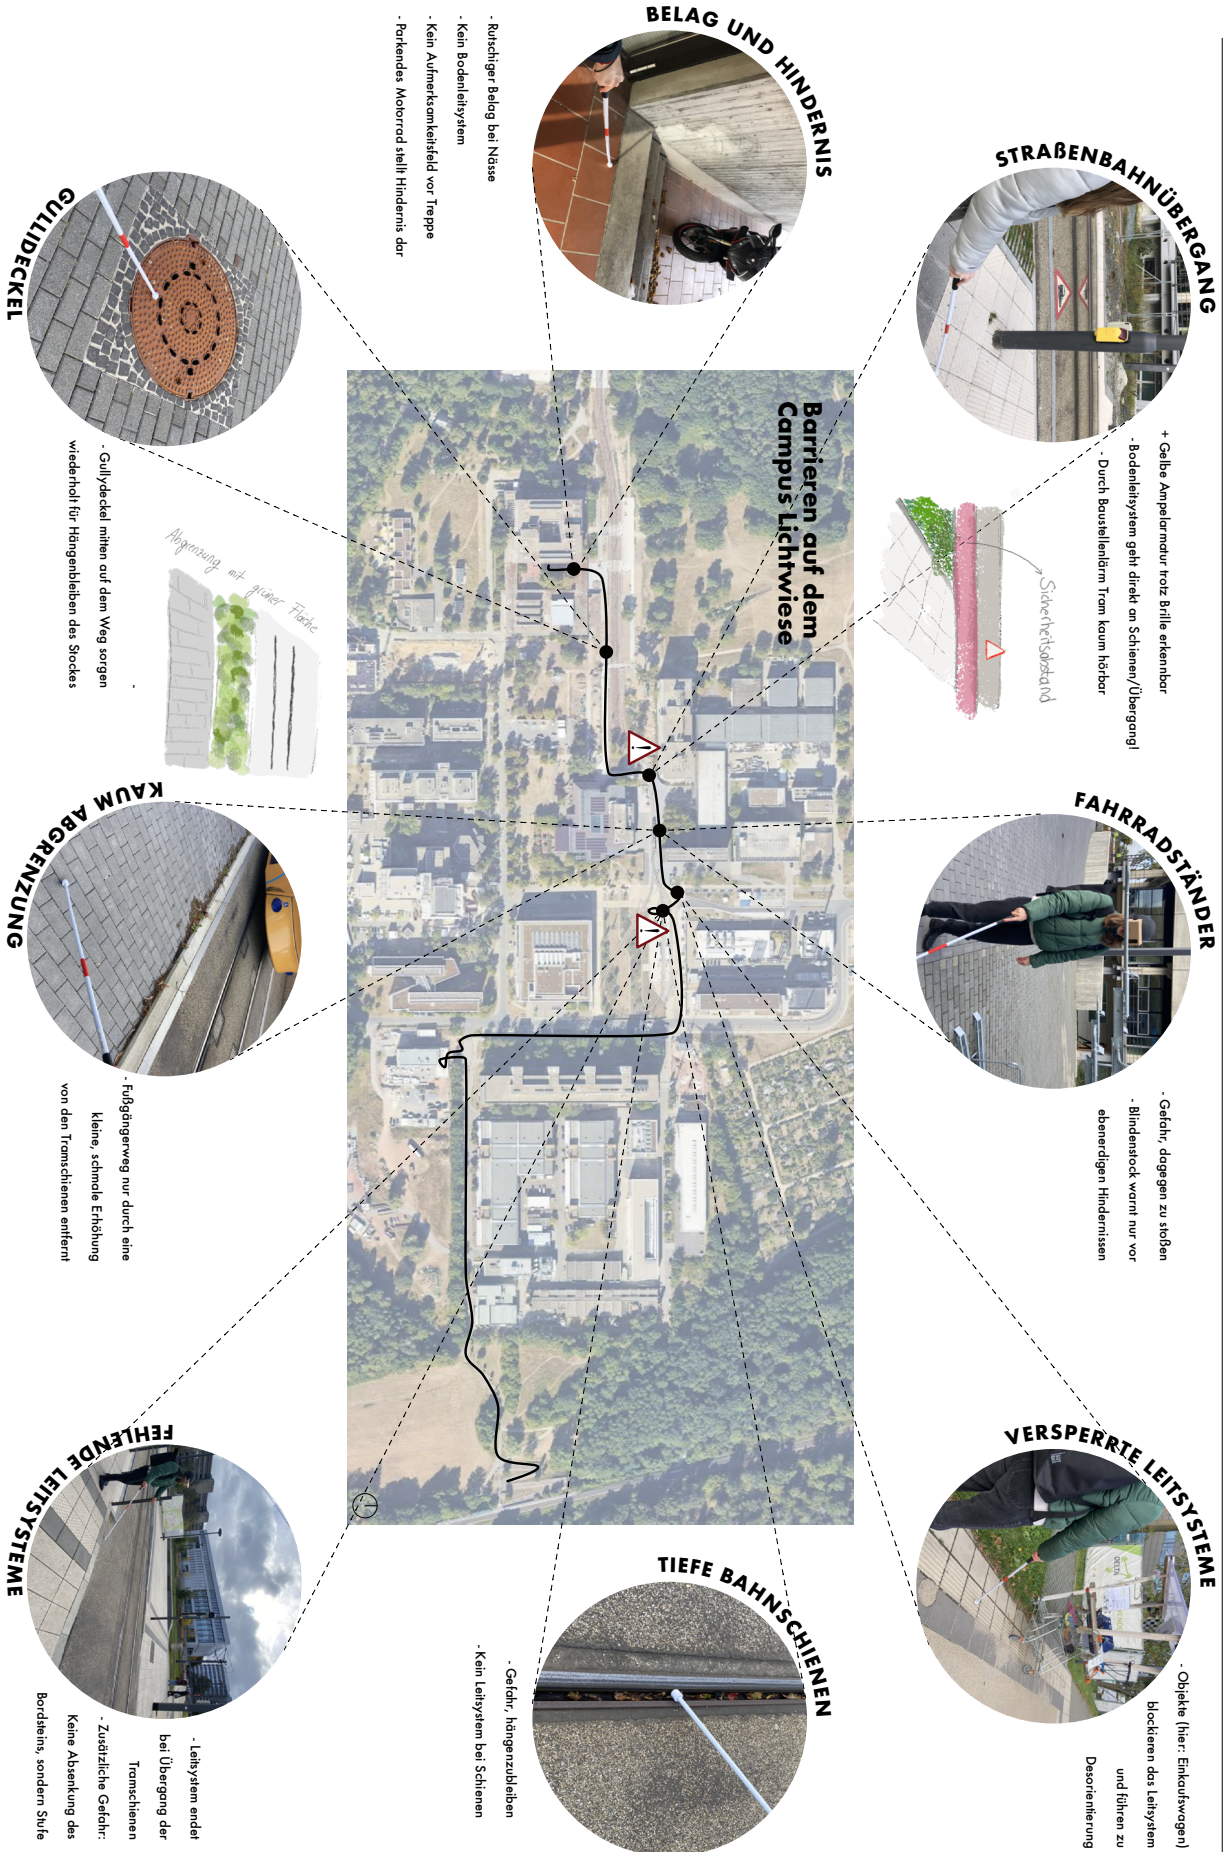 Barrieren auf dem
Campus Lichtwiese
BELAG UND HINDERNIS
- Rutschiger Belag bei Nässe
- Kein Bodenleitsystem
- Kein Aufmerksamkeitsfeld vor Treppe
- Parkendes Motorrad stellt Hindernis dar
STRAßENBAHNÜBERGANG
+ Gelbe Ampelarmatur trotz Brille erkennbar
- Bodenleitsystem geht direkt an Schienen/Übergang!
- Durch Baustellenlärm Tram kaum hörbar
Sicherheitsabstand
FAHRRADSTÄNDER
- Gefahr, dagegen zu stoßen
- Blindenstock warnt nur vor
ebenerdigen Hindernissen
VERSPERRTE LEITSYSTEME
- Objekte (hier: Einkaufswagen)
blockieren das Leitsystem
und führen zu
Desorientierung
DELTA
GULLIDECKEL
- Gullydeckel mitten auf dem Weg sorgen
wiederholt für Hängenbleiben des Stockes
-
Abgrenzung mit grüner Fläche
KAUM ABGRENZUNG
- Fußgängerweg nur durch eine
kleine, schmale Erhöhung
von den Tramschienen entfernt
FEHLENDE LEITSYSTEME
- Leitsystem endet
bei Übergang der
Tramschienen
- Zusätzliche Gefahr:
Keine Absenkung des
Bordsteins, sondern Stufe
TIEFE BAHNSCHIENEN
- Gefahr, hängenzubleiben
- Kein Leitsystem bei Schienen